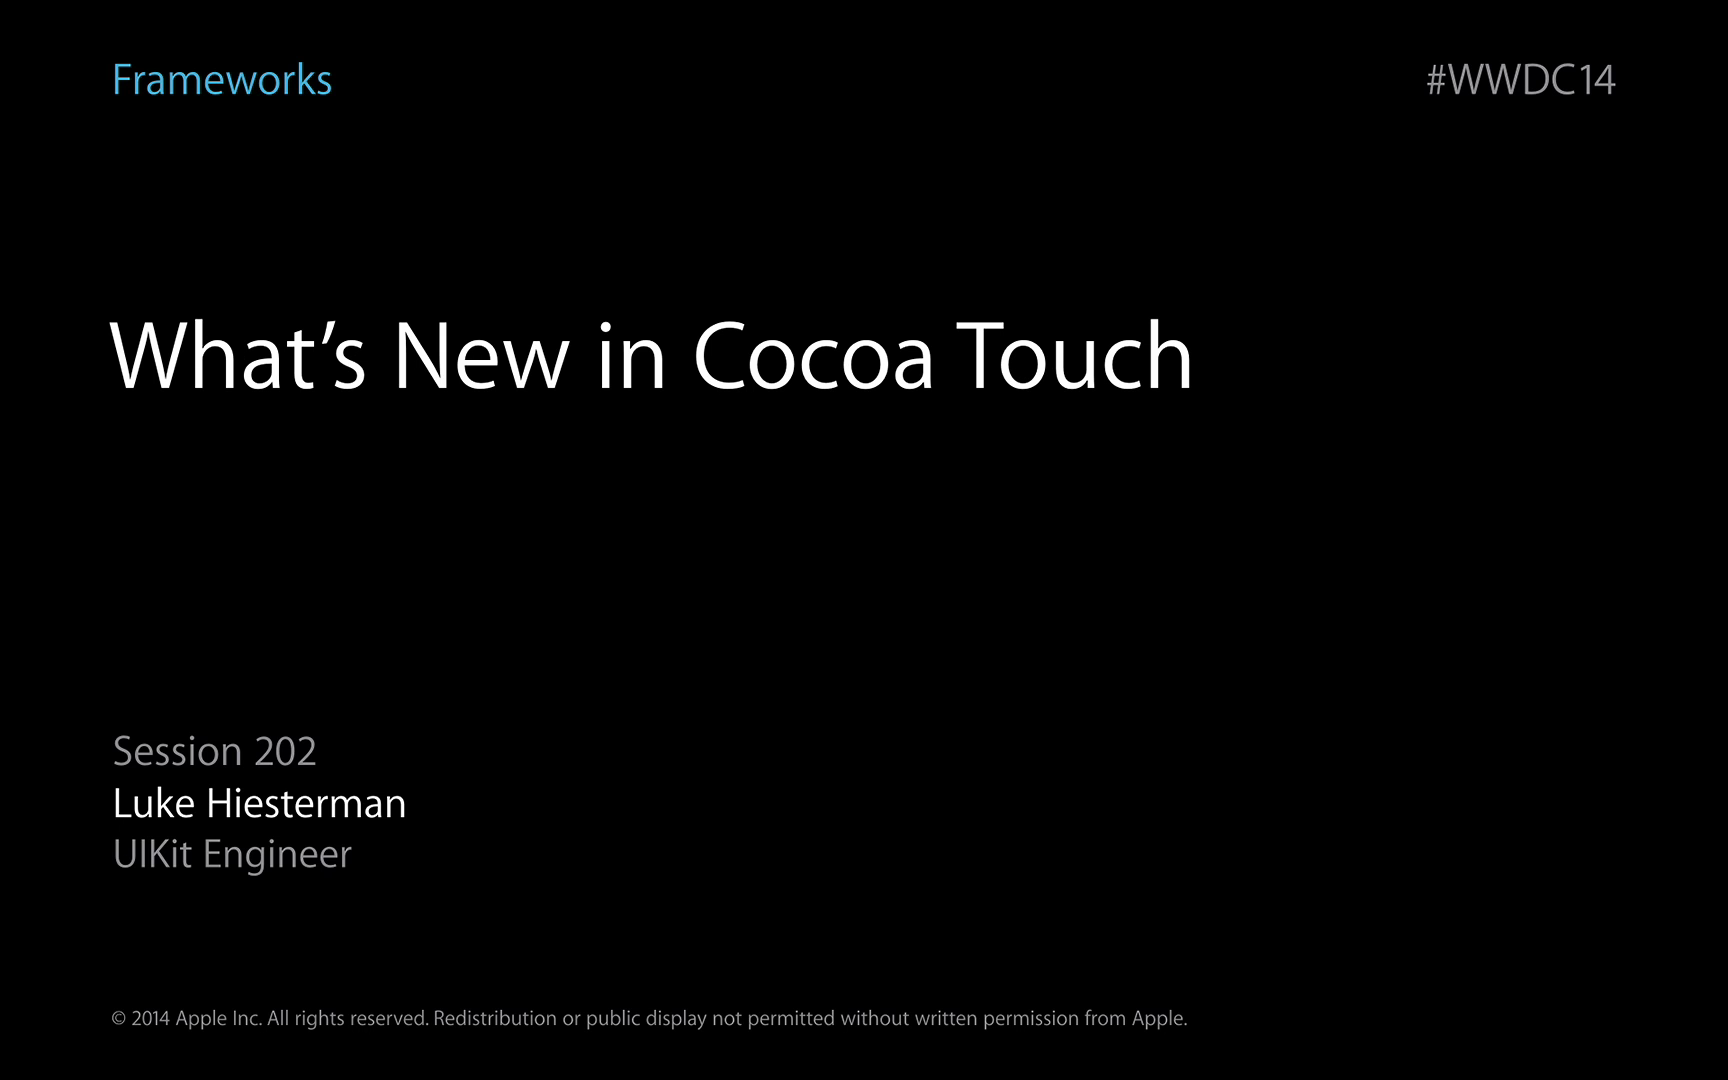 Frameworks
#WWDC14
What’s New in Cocoa Touch
Session 202
Luke Hiesterman
UIKit Engineer
© 2014 Apple Inc. All rights reserved. Redistribution or public display not permitted without written permission from Apple.